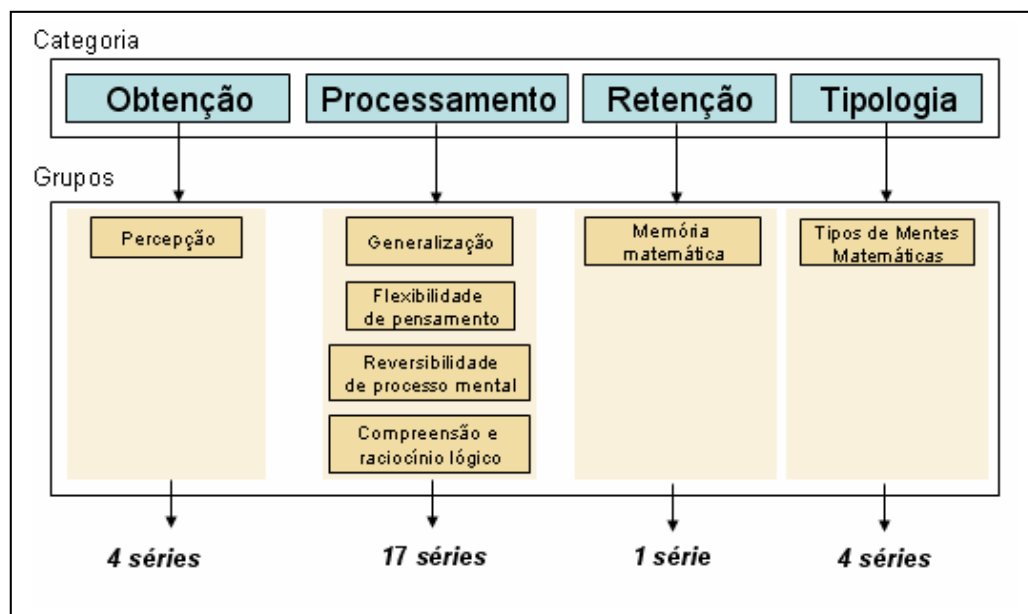 Categoria
Obtenção
Processamento
Retenção
Tipologia
Grupos
Percepção
Generalização
Flexibilidade
de pensamento
Reversibilidade
de processo mental
Compreensão e
raciocínio lógico
Memória
matemática
Tipos de Mentes
Matemáticas
4 séries
17 séries
1 série
4 séries